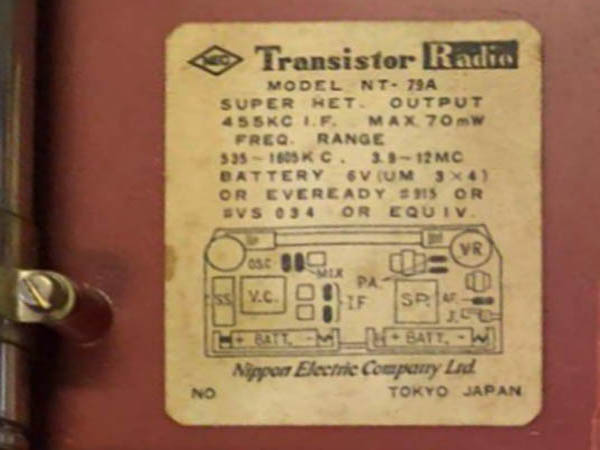 NEC Transistor Radio
MODEL NT-79A
SUPER HET. OUTPUT
455KC I.F. MAX. 70mW
FREQ. RANGE
535~1605KC. 3.9~12MC
BATTERY 6V (UM 3×4)
OR EVEREADY #915 OR
#VS 034 OR EQUIV.
VR
OSC
MIX
P.A.
S.S.
V.C.
I.F
SP.
AF.
J.
+ BATT. -
+ BATT. -
Nippon Electric Company Ltd.
NO TOKYO JAPAN